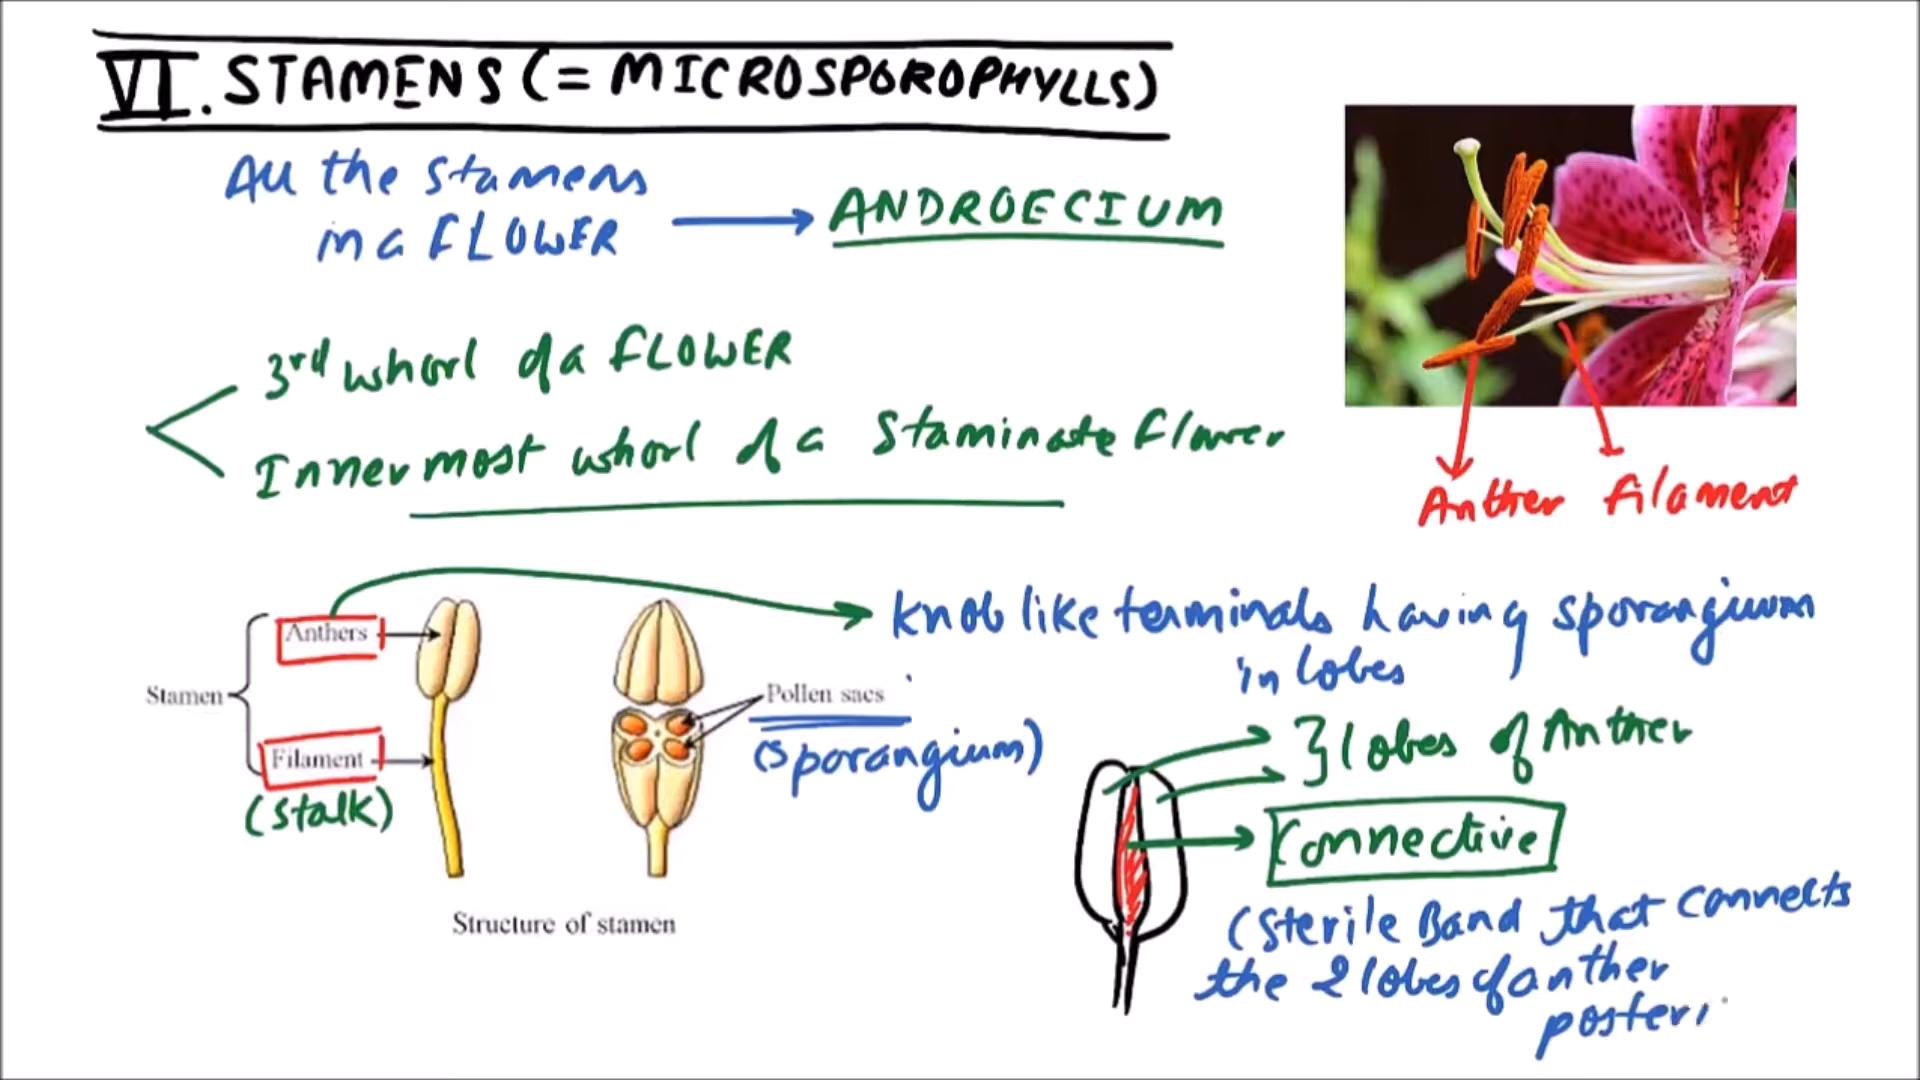 VI. STAMENS (= MICROSPOROPHYLLS)
All the stamens
in a FLOWER
ANDROECIUM
3rd whorl of a FLOWER
Innermost whorl of a Staminate Flower
Anther Filament
Anthers
knob like terminals having sporangium
in lobes
Stamen
Pollen sacs
(sporangium)
Filament
(stalk)
} lobes of Anther
Connective
(sterile Band that connects
the 2 lobes of anther
posteri
Structure of stamen